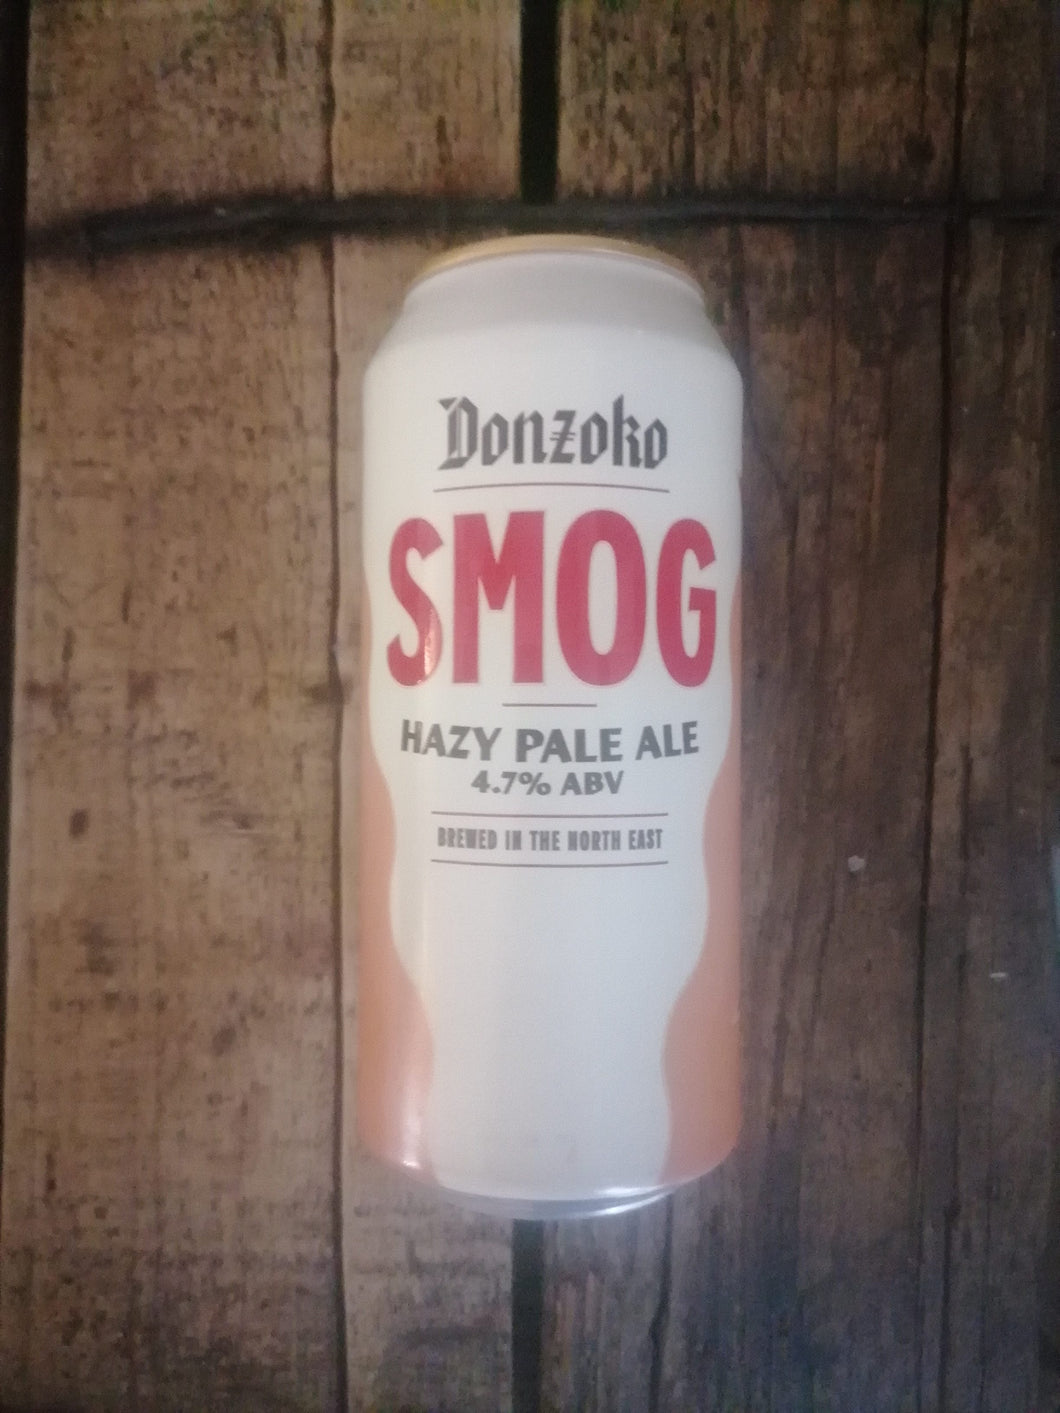 Donzoko
SMOG
HAZY PALE ALE
4.7% ABV
BREWED IN THE NORTH EAST